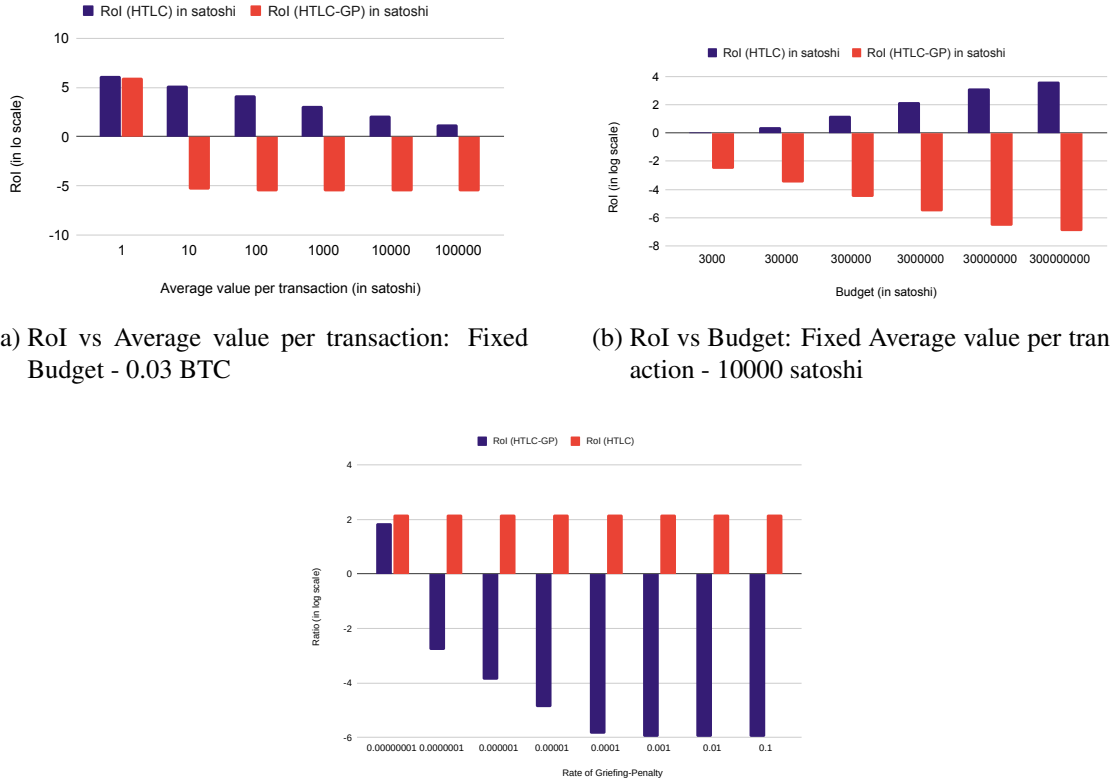 RoI (HTLC) in satoshi RoI (HTLC-GP) in satoshi
10
5
0
-5
-10
RoI (in lo scale)
1 10 100 1000 10000 100000
Average value per transaction (in satoshi)
RoI (HTLC) in satoshi RoI (HTLC-GP) in satoshi
4
2
0
-2
-4
-6
-8
RoI (in log scale)
3000 30000 300000 3000000 30000000 300000000
Budget (in satoshi)
a) RoI vs Average value per transaction: Fixed
Budget - 0.03 BTC
(b) RoI vs Budget: Fixed Average value per tran
action - 10000 satoshi
RoI (HTLC-GP) RoI (HTLC)
4
2
0
-2
-4
-6
Ratio (in log scale)
0.00000001 0.0000001 0.000001 0.00001 0.0001 0.001 0.01 0.1
Rate of Griefing-Penalty